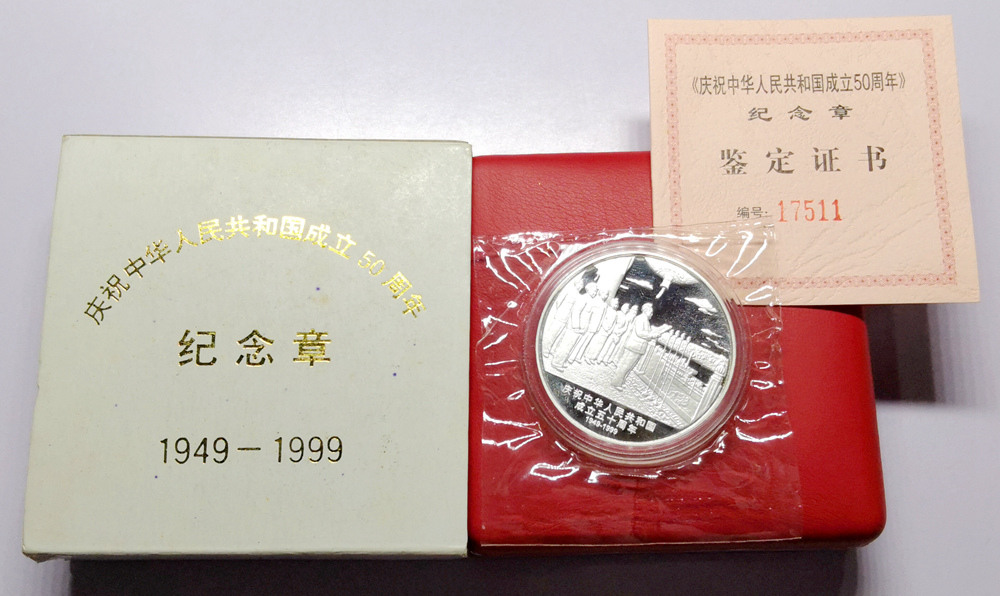 庆祝中华人民共和国成立50周年
纪念章
1949-1999
《庆祝中华人民共和国成立50周年》
纪念章
鉴定证书
编号:17511
庆祝中华人民共和国
成立五十周年
1949-1999